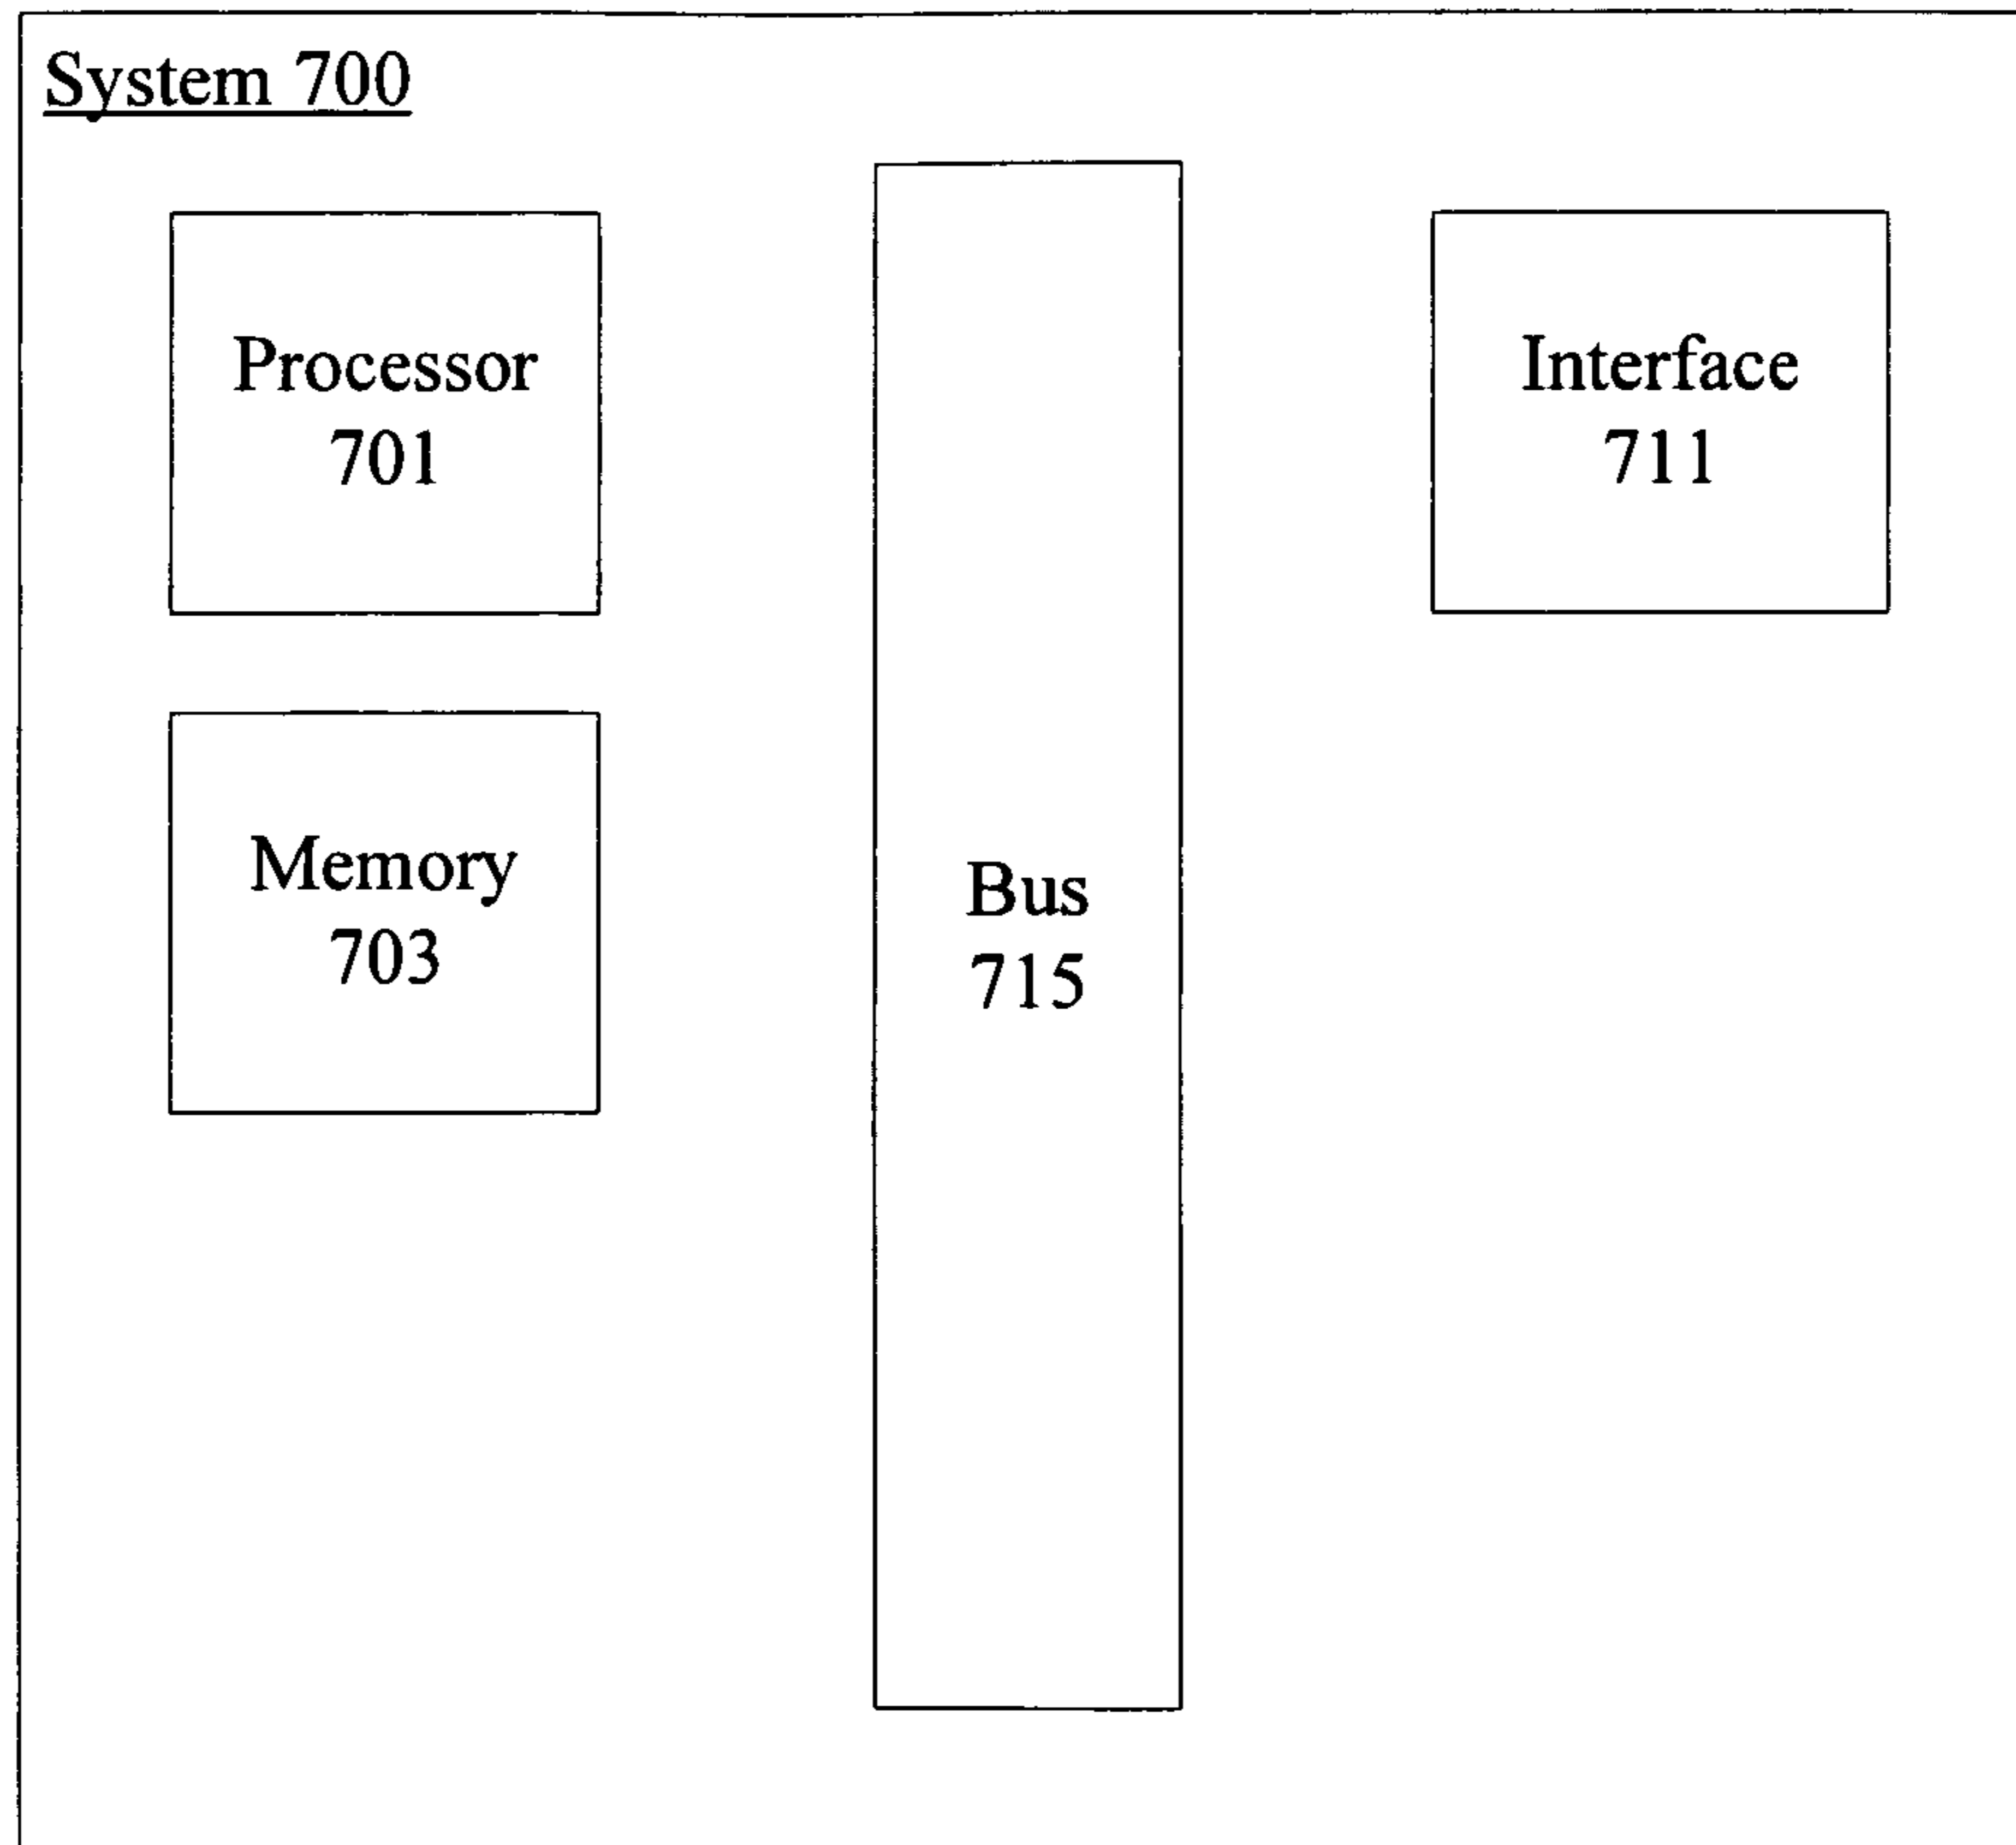 System 700
Processor
701
Memory
703
Bus
715
Interface
711